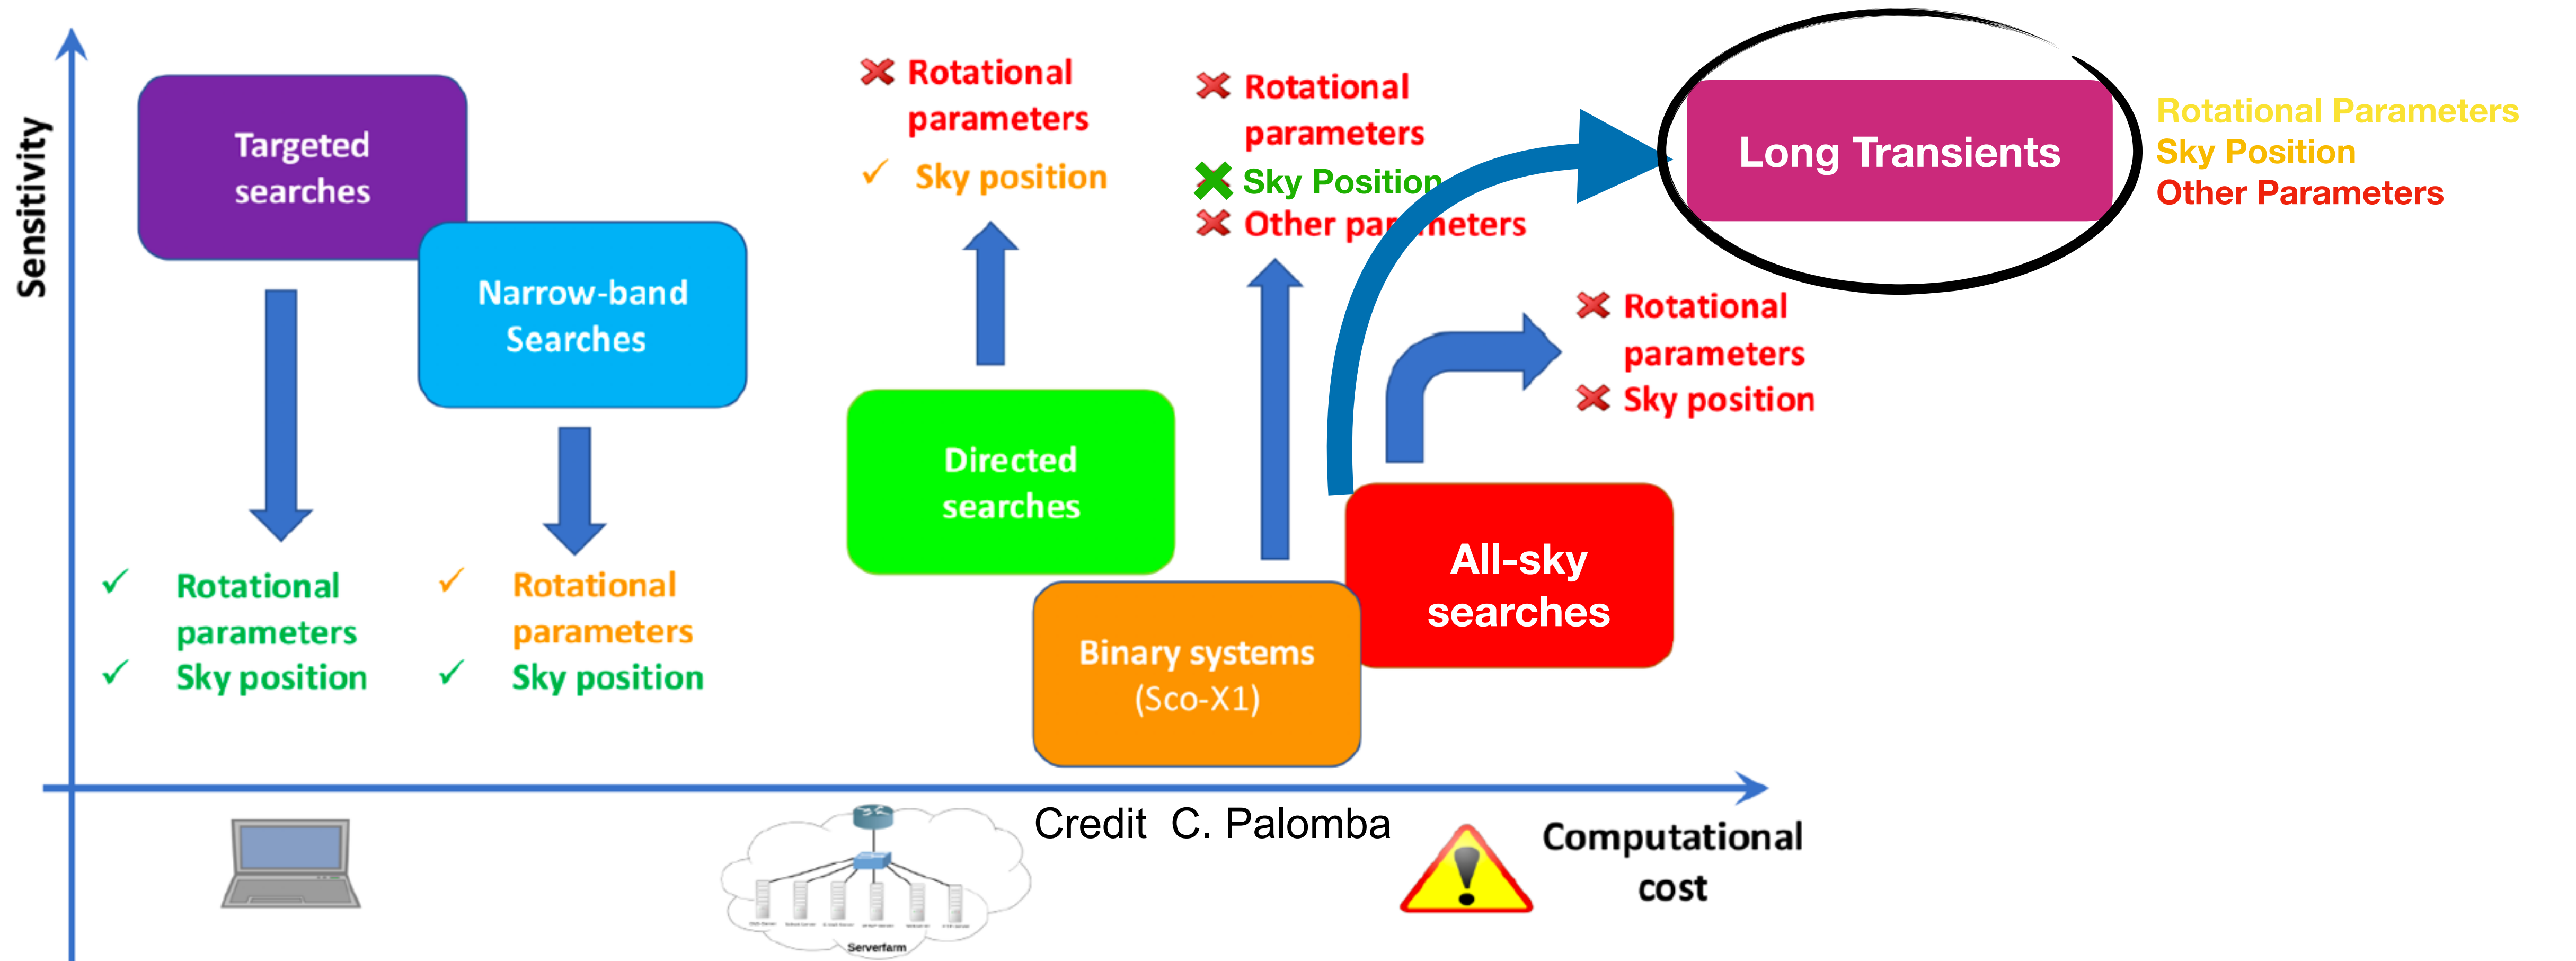 Sensitivity
Targeted
searches
Narrow-band
Searches
Rotational
parameters
Sky position
Rotational
parameters
Sky position
Rotational
parameters
Sky position
Directed
searches
Rotational
parameters
Sky Position
Other parameters
Binary systems
(Sco-X1)
Long Transients
Rotational Parameters
Sky Position
Other Parameters
Rotational
parameters
Sky position
All-sky
searches
Serverfarm
Credit C. Palomba
Computational
cost